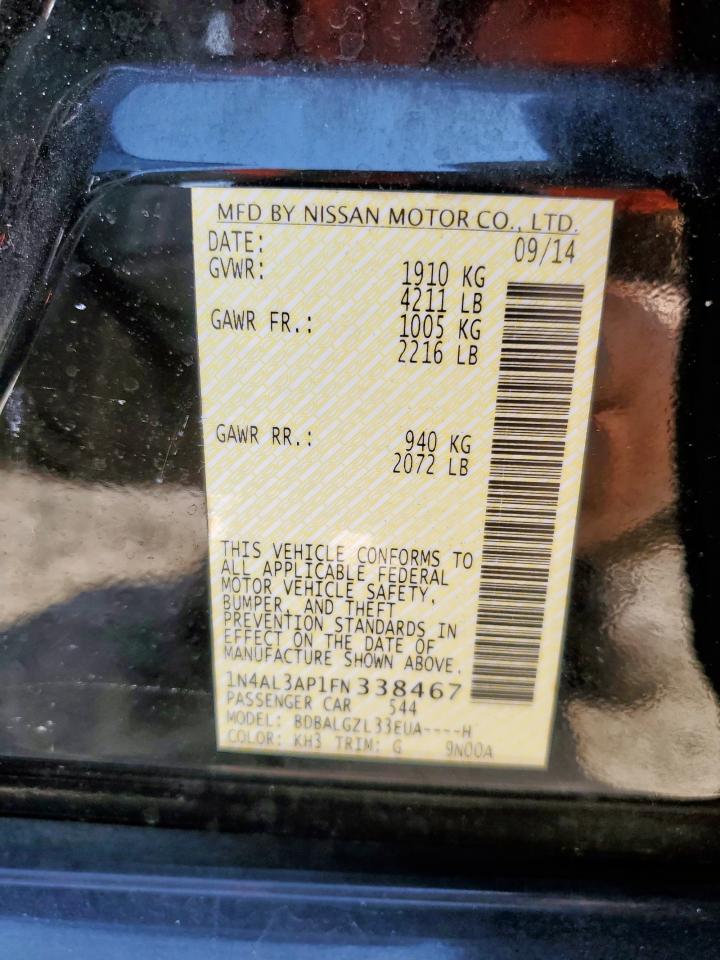 MFD BY NISSAN MOTOR CO., LTD.
DATE: 09/14
GVWR: 1910 KG
4211 LB
GAWR FR.: 1005 KG
2216 LB
GAWR RR.: 940 KG
2072 LB
THIS VEHICLE CONFORMS TO
ALL APPLICABLE FEDERAL
MOTOR VEHICLE SAFETY,
BUMPER, AND THEFT
PREVENTION STANDARDS IN
EFFECT ON THE DATE OF
MANUFACTURE SHOWN ABOVE.
1N4AL3AP1FN338467
PASSENGER CAR 544
MODEL: BDBALGZL33EUA----H
COLOR: KH3 TRIM: G 9N00A